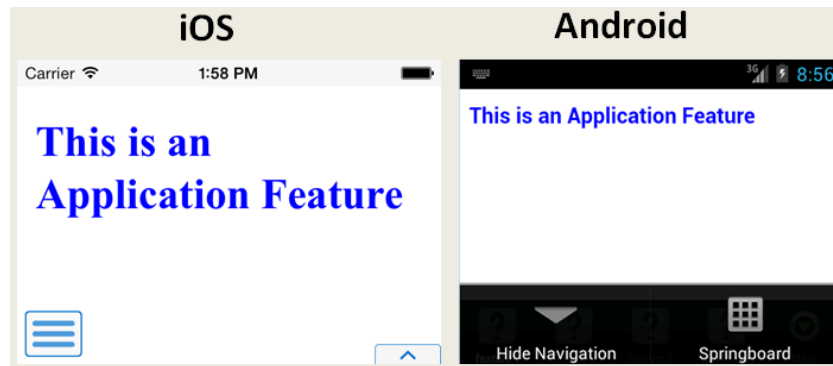 iOS
Android
Carrier
1:58 PM
3G
8:56
This is an
Application Feature
This is an Application Feature
Hide Navigation
Springboard